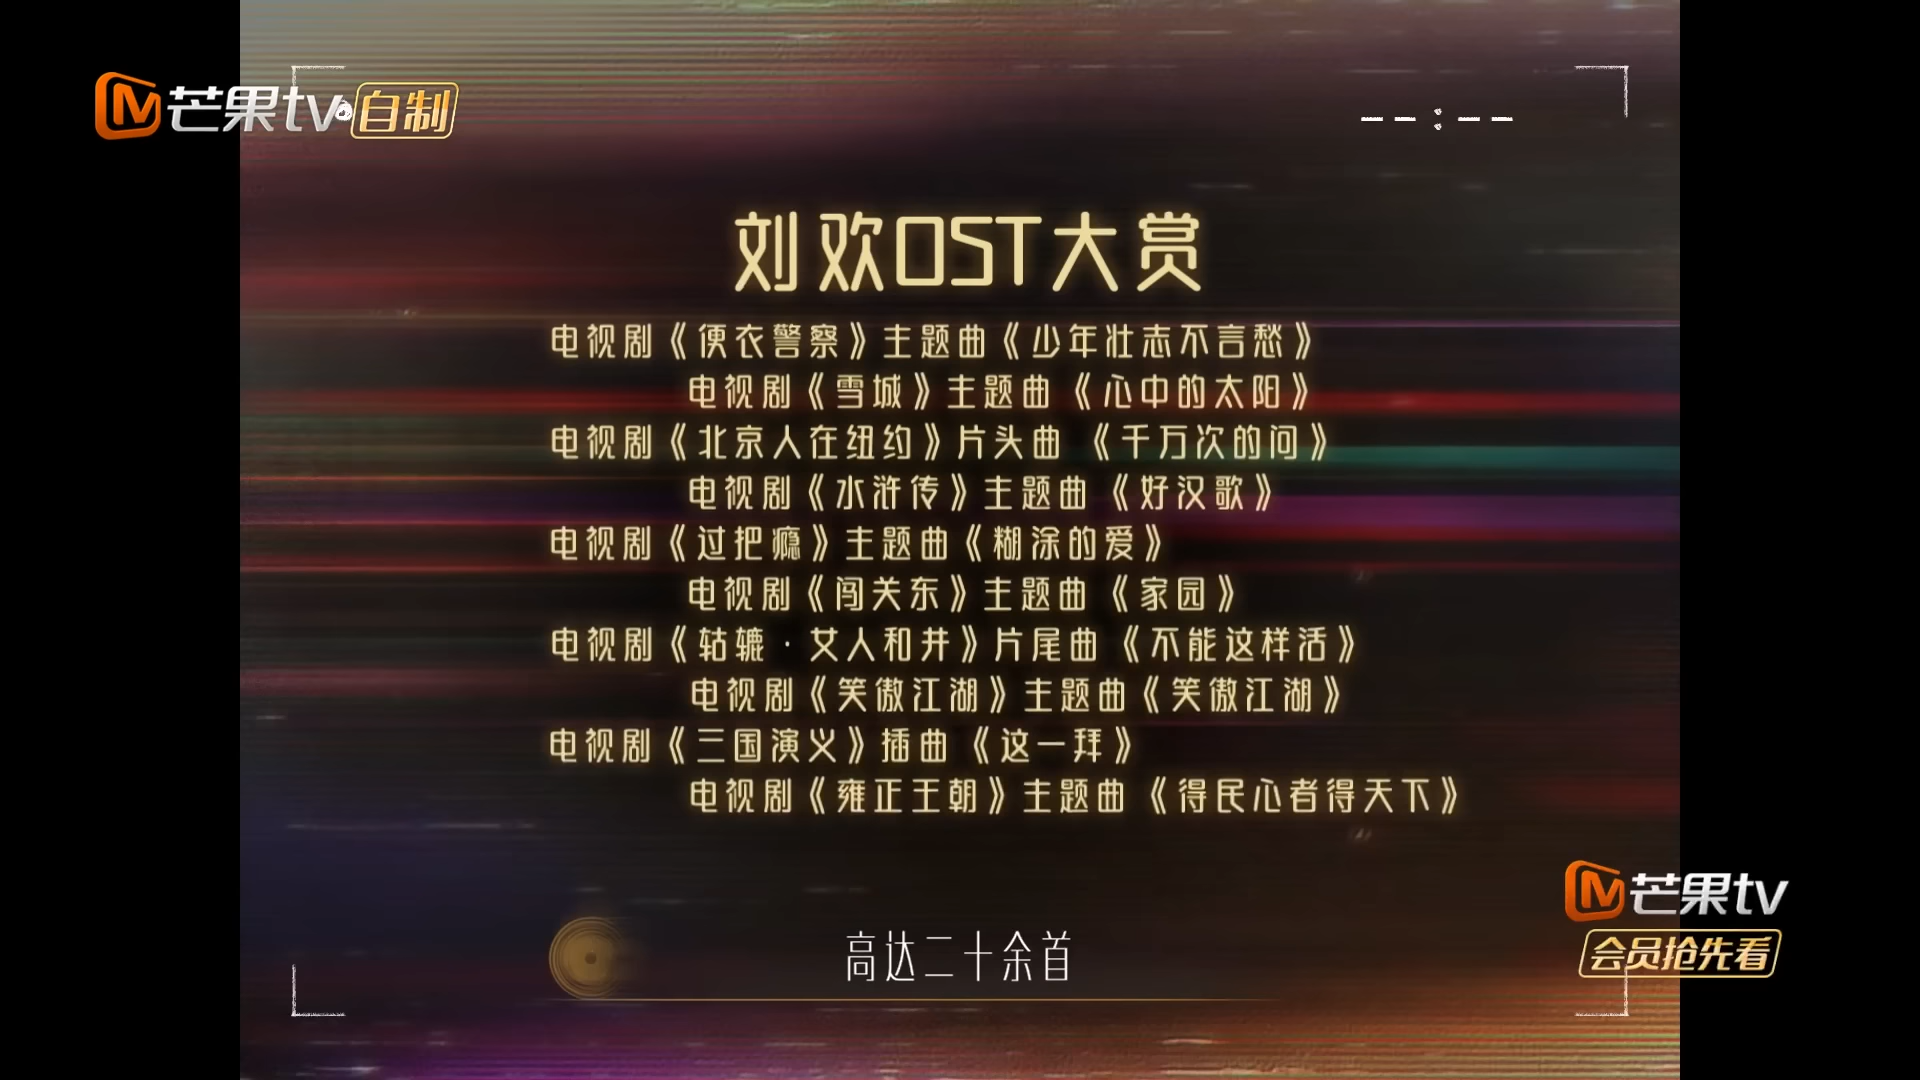 芒果tv 自制
--:--
刘欢OST大赏
电视剧《便衣警察》主题曲《少年壮志不言愁》
电视剧《雪城》主题曲《心中的太阳》
电视剧《北京人在纽约》片头曲《千万次的问》
电视剧《水浒传》主题曲《好汉歌》
电视剧《过把瘾》主题曲《糊涂的爱》
电视剧《闯关东》主题曲《家园》
电视剧《轱辘·女人和井》片尾曲《不能这样活》
电视剧《笑傲江湖》主题曲《笑傲江湖》
电视剧《三国演义》插曲《这一拜》
电视剧《雍正王朝》主题曲《得民心者得天下》
高达二十余首
芒果tv
会员抢先看